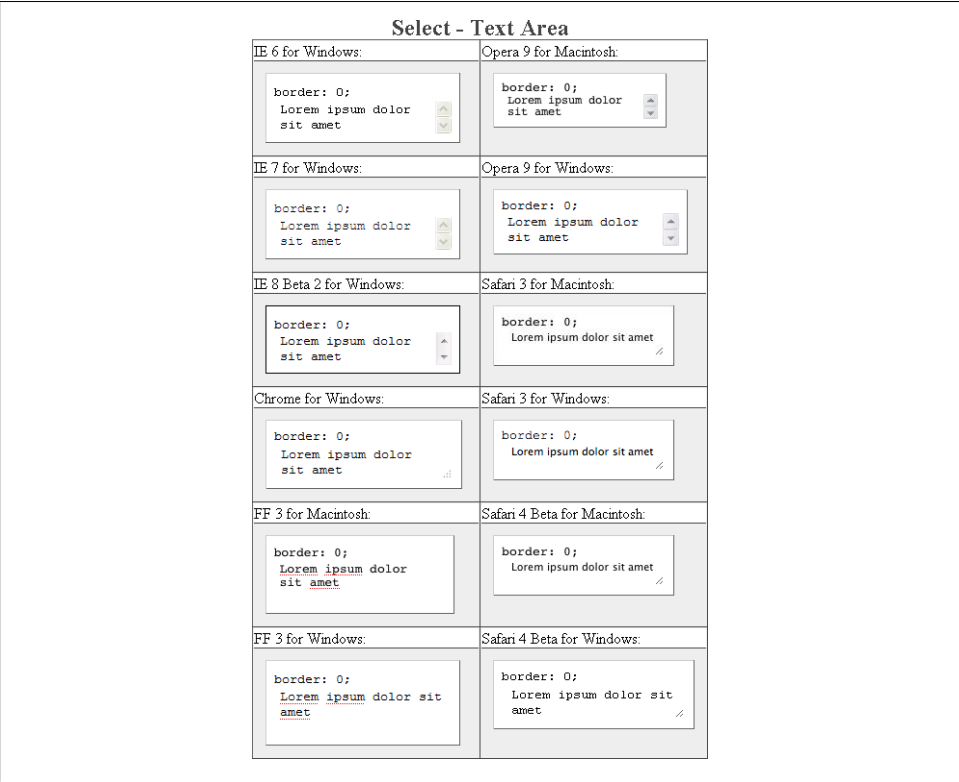 Select - Text Area
IE 6 for Windows:
border: 0;
Lorem ipsum dolor
sit amet
Opera 9 for Macintosh:
border: 0;
Lorem ipsum dolor
sit amet
IE 7 for Windows:
border: 0;
Lorem ipsum dolor
sit amet
Opera 9 for Windows:
border: 0;
Lorem ipsum dolor
sit amet
IE 8 Beta 2 for Windows:
border: 0;
Lorem ipsum dolor
sit amet
Safari 3 for Macintosh:
border: 0;
Lorem ipsum dolor sit amet
Chrome for Windows:
border: 0;
Lorem ipsum dolor
sit amet
Safari 3 for Windows:
border: 0;
Lorem ipsum dolor sit amet
FF 3 for Macintosh:
border: 0;
Lorem ipsum dolor
sit amet
Safari 4 Beta for Macintosh:
border: 0;
Lorem ipsum dolor sit amet
FF 3 for Windows:
border: 0;
Lorem ipsum dolor sit
amet
Safari 4 Beta for Windows:
border: 0;
Lorem ipsum dolor sit
amet